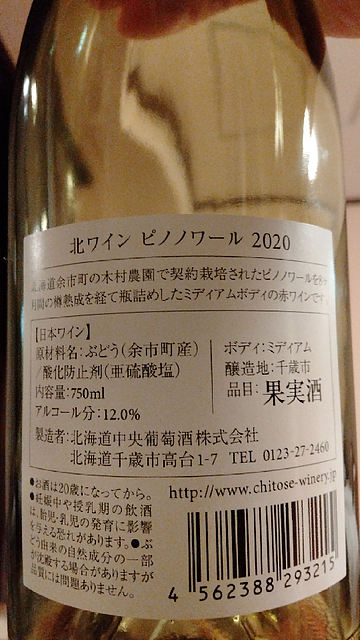 北ワイン ピノノワール 2020
北海道余市町の木村農園で契約栽培されたピノノワールを
月間の樽熟成を経て瓶詰めしたミディアムボディの赤ワインです。
【日本ワイン】
原材料名:ぶどう(余市町産)
/酸化防止剤(亜硫酸塩)
内容量:750ml
アルコール分:12.0%
ボディ:ミディアム
醸造地:千歳市
品目:果実酒
製造者:北海道中央葡萄酒株式会社
北海道千歳市高台1-7 TEL 0123-27-2460
●お酒は20歳になってから。
●妊娠中や授乳期の飲酒
は、胎児・乳児の発育に影響
を与える恐れがあります。●ぶ
どう由来の自然成分の一部
が沈殿する場合がありますが
品質には問題ありません。
http://www.chitose-winery.jp
4 562388 293215